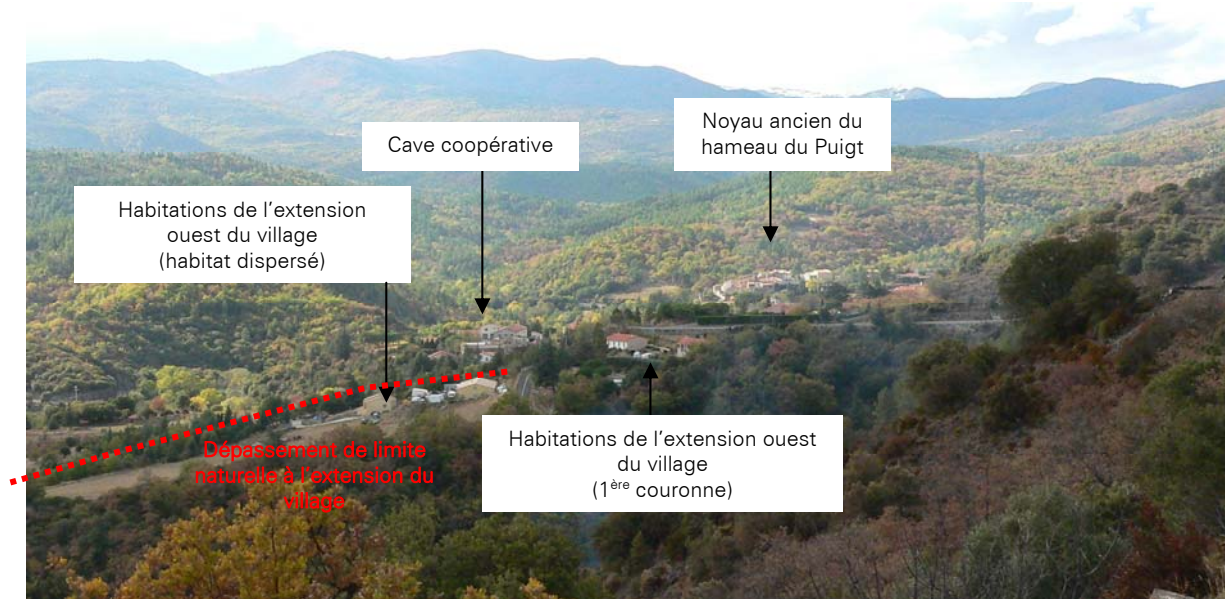 Noyau ancien du
hameau du Puigt
Cave coopérative
Habitations de l'extension
ouest du village
(habitat dispersé)
Dépassement de limite
naturelle à l'extension du
village
Habitations de l'extension ouest
du village
(1ère couronne)